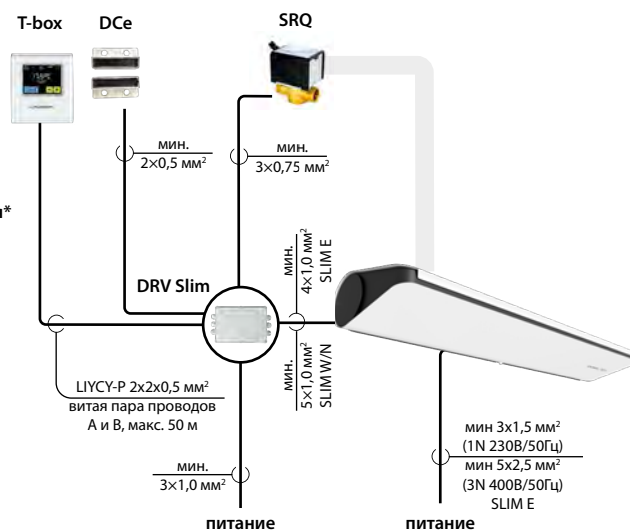 T-box
DCe
SRQ
мин.
2×0,5 мм²
мин.
3×0,75 мм²
и*
DRV Slim
мин.
4×1,0 мм²
SLIM E
мин.
5×1,0 мм²
SLIM W/N
LIYCY-P 2x2x0,5 мм²
витая пара проводов
А и В, макс. 50 м
мин.
3×1,0 мм²
мин 3х1,5 мм²
(1N 230В/50Гц)
мин 5х2,5 мм²
(3N 400В/50Гц)
SLIM E
питание
питание